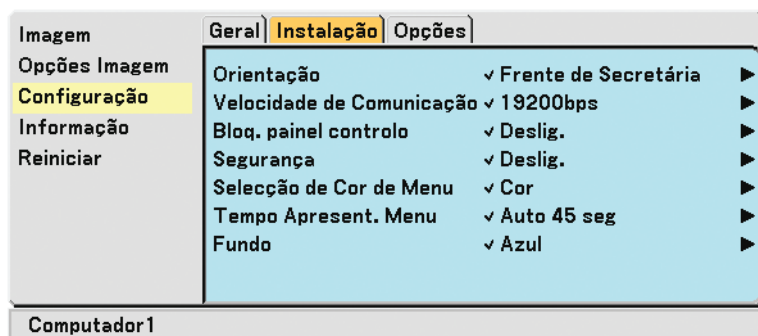 Imagem
Opções Imagem
Configuração
Informação
Reiniciar
Geral Instalação Opções
Orientação ✓ Frente de Secretária ▶
Velocidade de Comunicação ✓ 19200bps ▶
Bloq. painel controlo ✓ Deslig. ▶
Segurança ✓ Deslig. ▶
Selecção de Cor de Menu ✓ Cor ▶
Tempo Apresent. Menu ✓ Auto 45 seg ▶
Fundo ✓ Azul ▶
Computador1